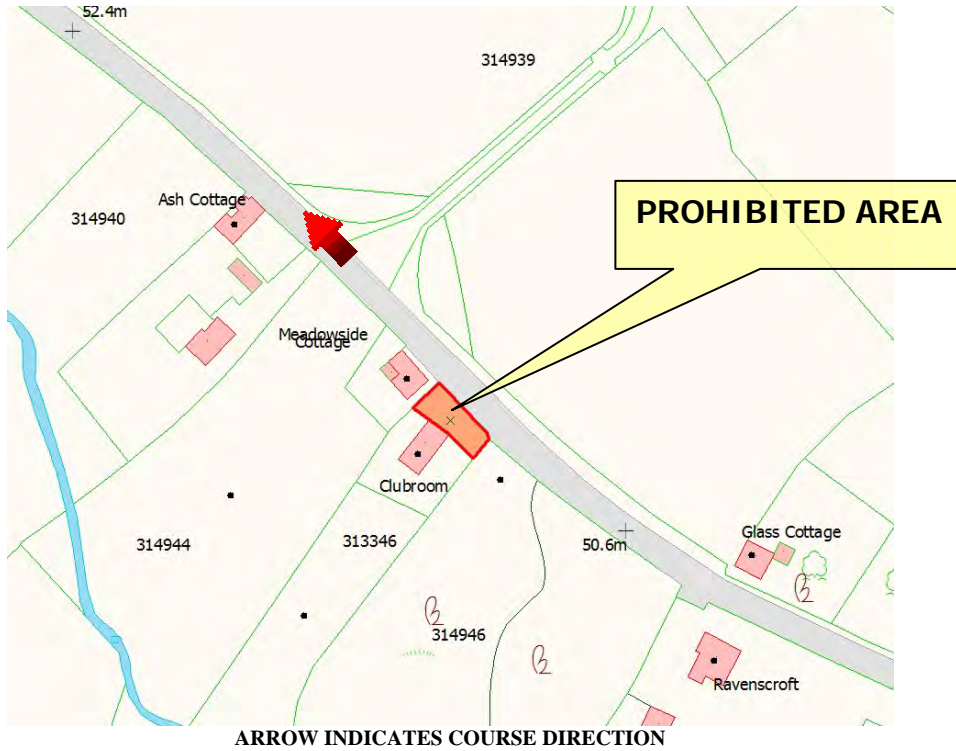 52.4m
314939
PROHIBITED AREA
Ash Cottage
314940
Meadowside
Cottage
Clubroom
314944
313346
50.6m
Glass Cottage
314946
Ravenscroft
ARROW INDICATES COURSE DIRECTION